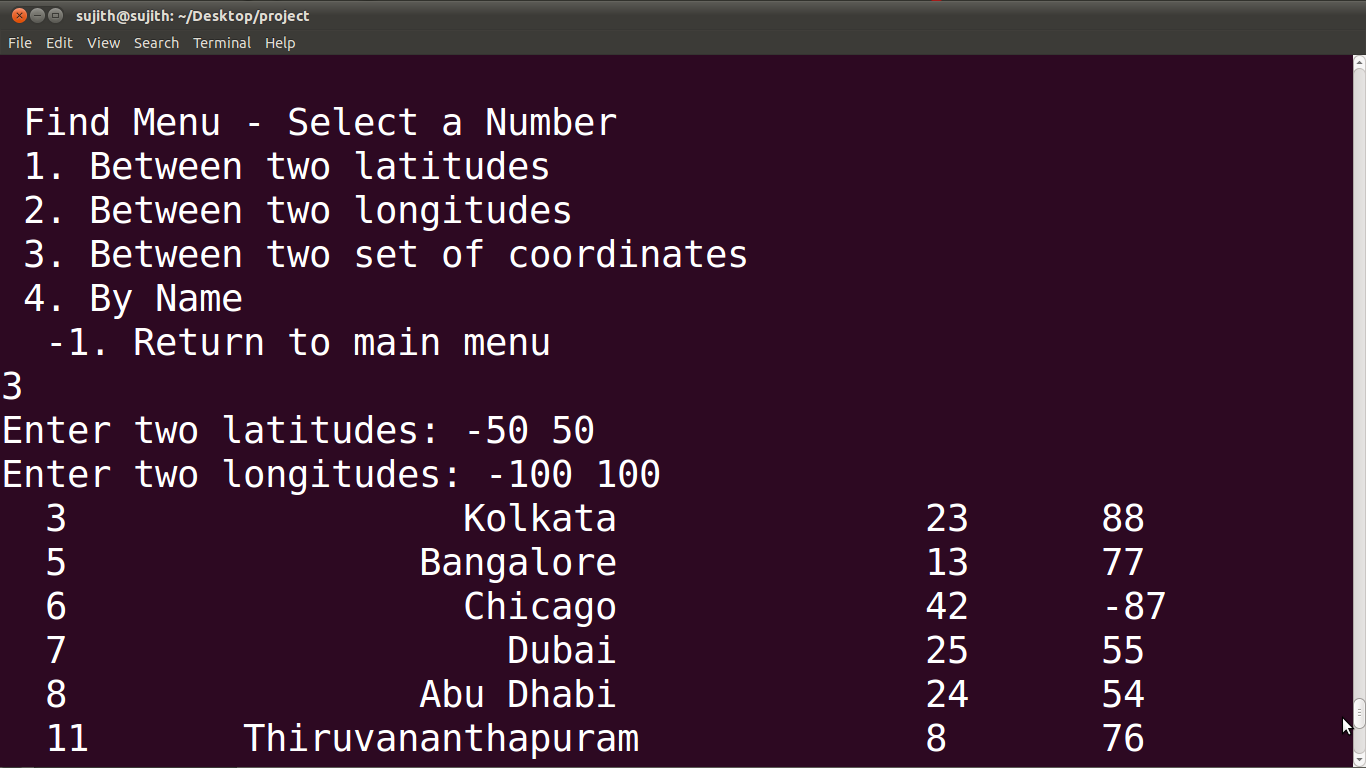 sujith@sujith: ~/Desktop/project
File Edit View Search Terminal Help
Find Menu - Select a Number
1. Between two latitudes
2. Between two longitudes
3. Between two set of coordinates
4. By Name
-1. Return to main menu
3
Enter two latitudes: -50 50
Enter two longitudes: -100 100
3 Kolkata 23 88
5 Bangalore 13 77
6 Chicago 42 -87
7 Dubai 25 55
8 Abu Dhabi 24 54
11 Thiruvananthapuram 8 76